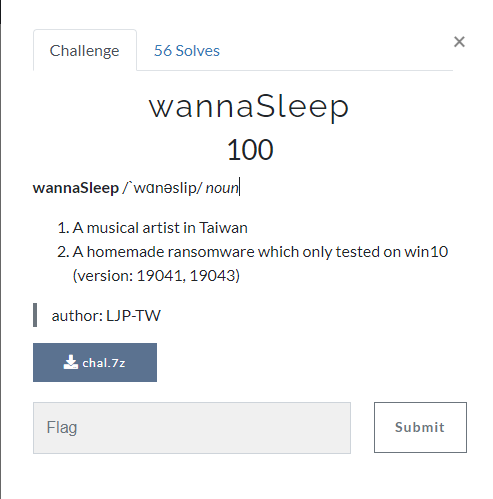 Challenge
56 Solves
×
wannaSleep
100
wannaSleep /ˋwɑnəslip/ noun
1. A musical artist in Taiwan
2. A homemade ransomware which only tested on win10
(version: 19041, 19043)
author: LJP-TW
chal.7z
Flag
Submit